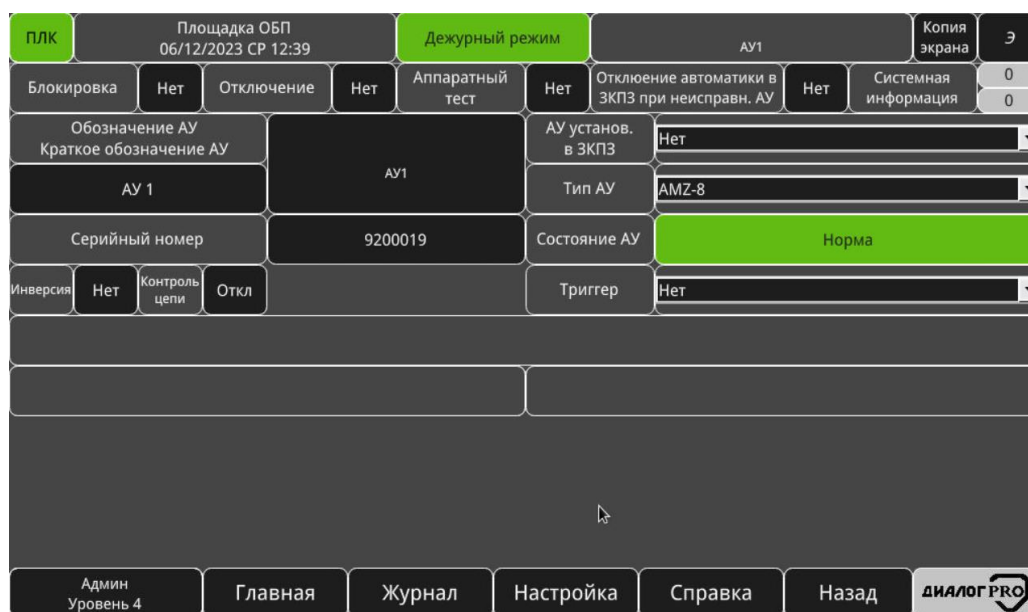 ПЛК
Площадка ОБП
06/12/2023 СР 12:39
Дежурный режим
АУ1
Копия
экрана
Э
Блокировка
Нет
Отключение
Нет
Аппаратный
тест
Нет
Отклюение автоматики в
ЗКПЗ при неисправн. АУ
Нет
Системная
информация
0
0
Обозначение АУ
Краткое обозначение АУ
АУ1
АУ установ.
в ЗКПЗ
Нет
АУ 1
Тип АУ
AMZ-8
Серийный номер
9200019
Состояние АУ
Норма
Инверсия
Нет
Контроль
цепи
Откл
Триггер
Нет
Админ
Уровень 4
Главная
Журнал
Настройка
Справка
Назад
ДИАЛОГ PRO